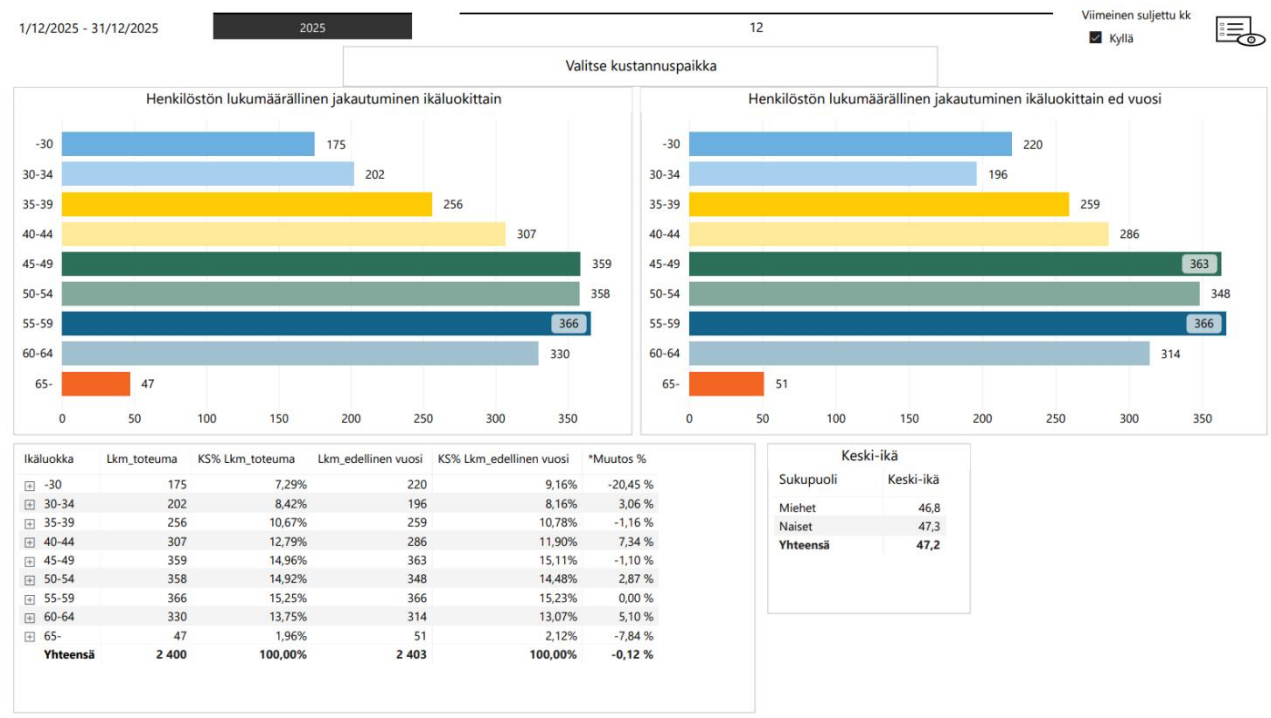 1/12/2025 - 31/12/2025
2025
12
Viimeinen suljettu kk
Kyllä
Valitse kustannuspaikka
Henkilöstön lukumäärällinen jakautuminen ikäluokittain
-30 175
30-34 202
35-39 256
40-44 307
45-49 359
50-54 358
55-59 366
60-64 330
65- 47
0 50 100 150 200 250 300 350
Henkilöstön lukumäärällinen jakautuminen ikäluokittain ed vuosi
-30 220
30-34 196
35-39 259
40-44 286
45-49 363
50-54 348
55-59 366
60-64 314
65- 51
0 50 100 150 200 250 300 350
Ikäluokka Lkm_toteuma KS% Lkm_toteuma Lkm_edellinen vuosi KS% Lkm_edellinen vuosi *Muutos %
-30 175 7,29% 220 9,16% -20,45 %
30-34 202 8,42% 196 8,16% 3,06 %
35-39 256 10,67% 259 10,78% -1,16 %
40-44 307 12,79% 286 11,90% 7,34 %
45-49 359 14,96% 363 15,11% -1,10 %
50-54 358 14,92% 348 14,48% 2,87 %
55-59 366 15,25% 366 15,23% 0,00 %
60-64 330 13,75% 314 13,07% 5,10 %
65- 47 1,96% 51 2,12% -7,84 %
Yhteensä 2 400 100,00% 2 403 100,00% -0,12 %
Keski-ikä
Sukupuoli Keski-ikä
Miehet 46,8
Naiset 47,3
Yhteensä 47,2